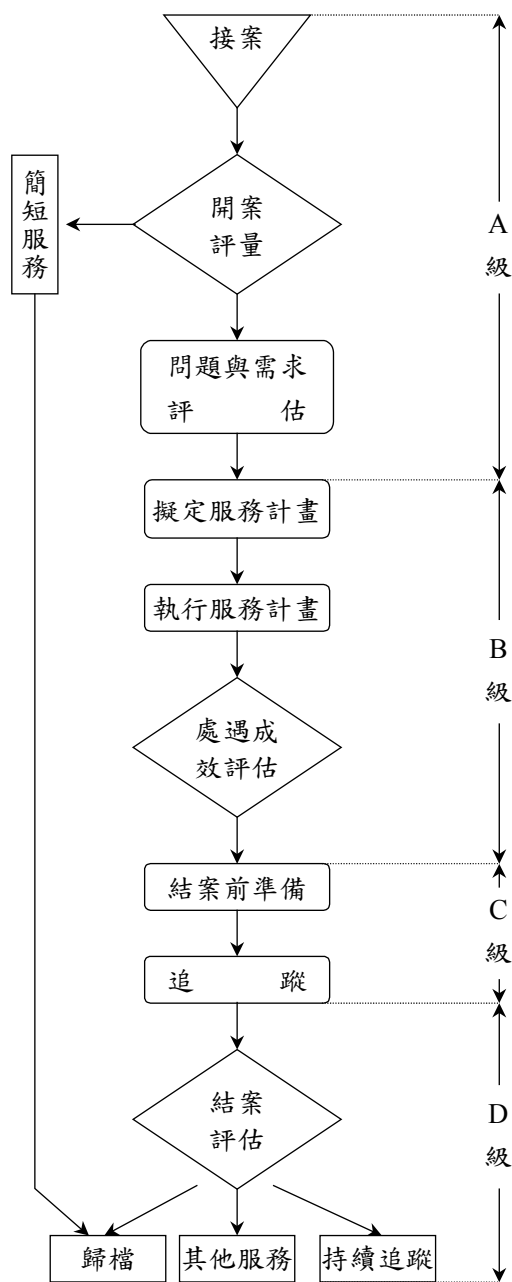 接案
簡短服務
開案
評量
A
級
問題與需求
評估
擬定服務計畫
執行服務計畫
B
級
處遇成
效評估
結案前準備
C
級
追蹤
結案
評估
D
級
歸檔
其他服務
持續追蹤